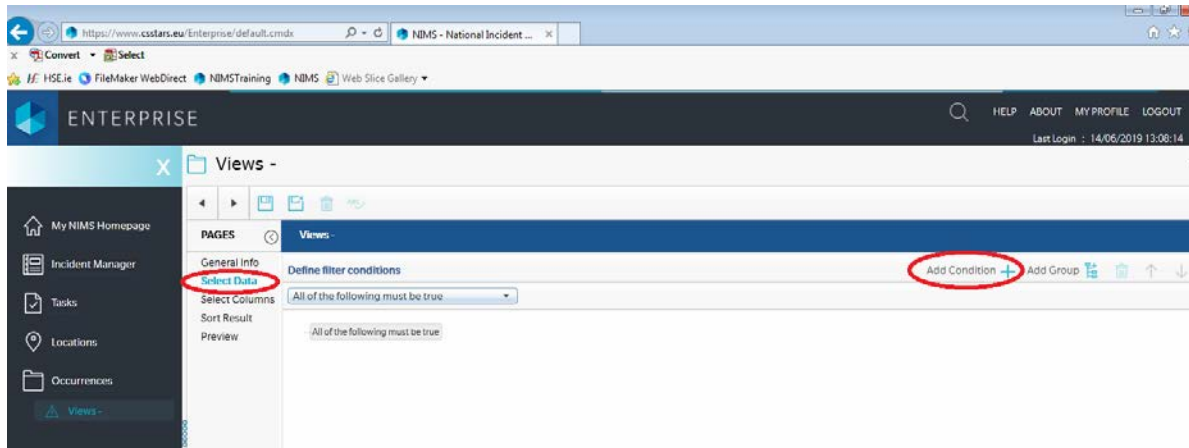 https://www.csstars.eu/Enterprise/default.cmdx
NIMS - National Incident ...
x Convert Select
HSE.ie FileMaker WebDirect NIMSTraining NIMS Web Slice Gallery
ENTERPRISE
HELP ABOUT MY PROFILE LOGOUT
Last Login : 14/06/2019 13:08:14
X
Views -
My NIMS Homepage
Incident Manager
Tasks
Locations
Occurrences
Views -
PAGES
General Info
Select Data
Select Columns
Sort Result
Preview
Views -
Define filter conditions
Add Condition Add Group
All of the following must be true
All of the following must be true